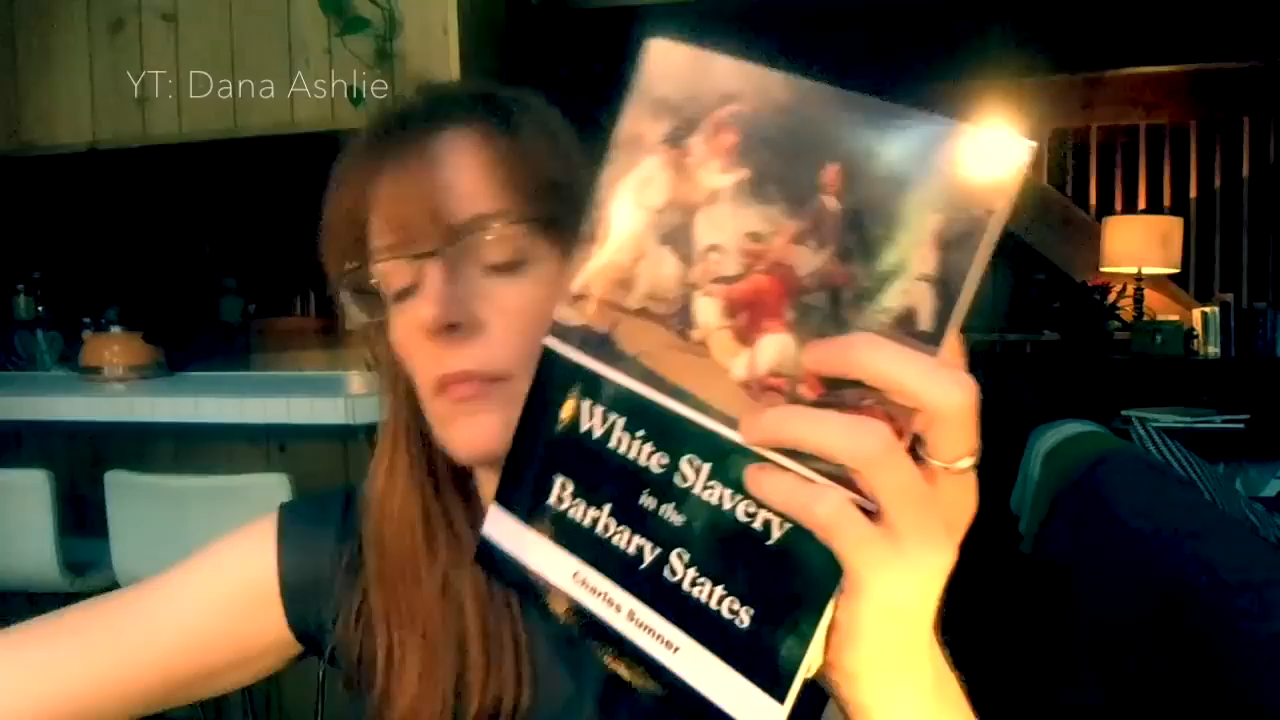 YT: Dana Ashlie
White Slavery
in the
Barbary States
Charles Sumner